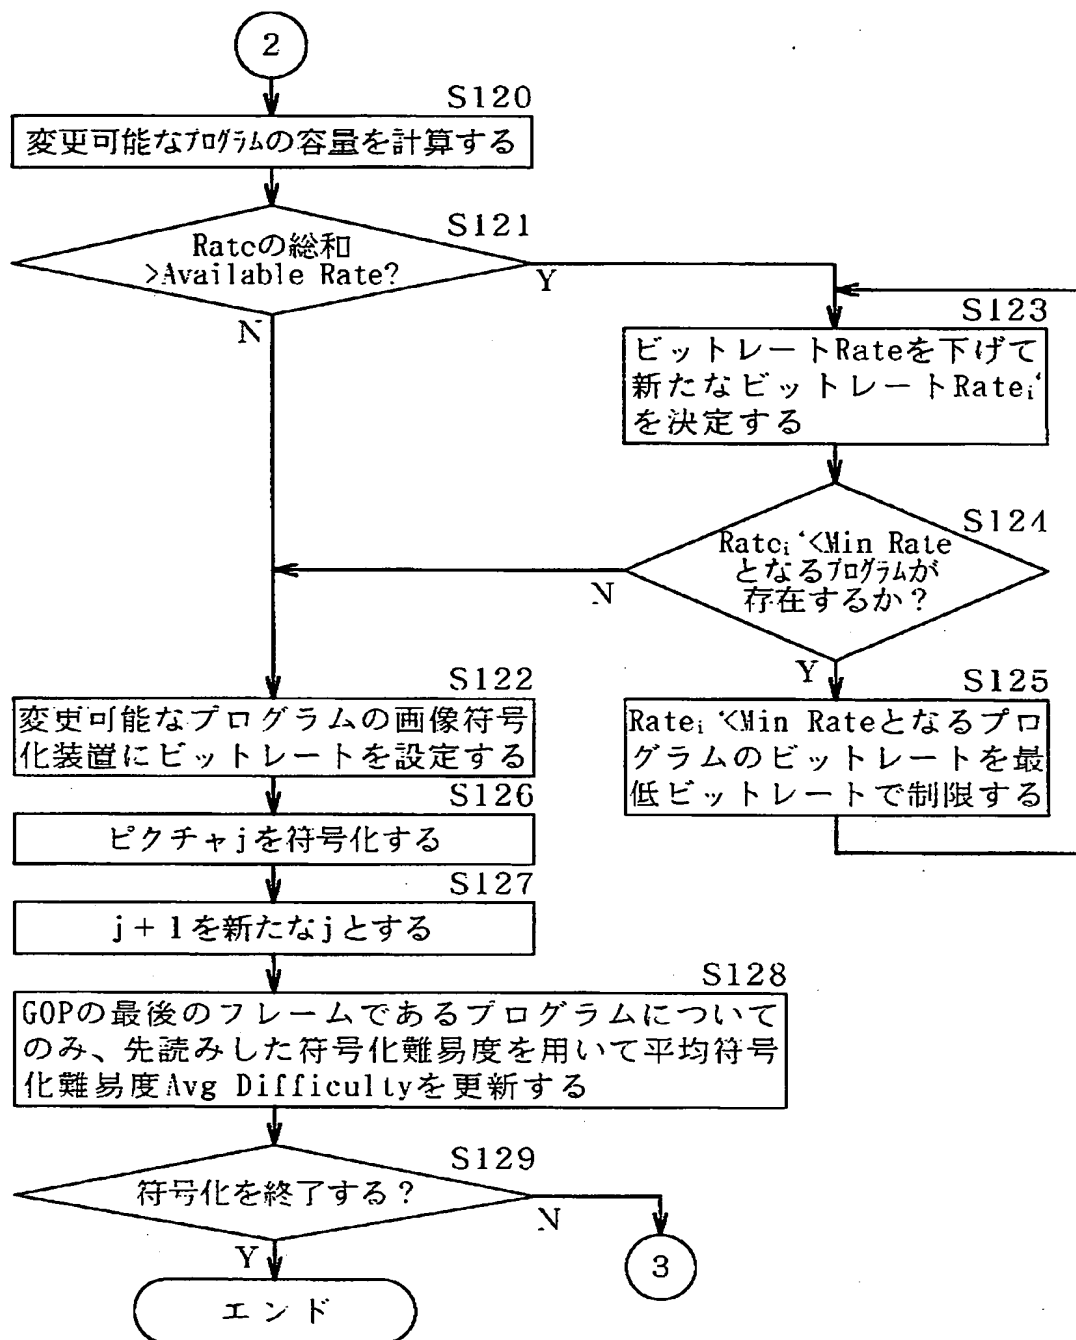 2
S120
変更可能なプログラムの容量を計算する
S121
Rateの総和
>Available Rate?
Y
N
S123
ビットレートRateを下げて
新たなビットレートRatei‘
を決定する
S124
Ratei‘<Min Rate
となるプログラムが
存在するか？
N
Y
S122
変更可能なプログラムの画像符号
化装置にビットレートを設定する
S125
Ratei‘<Min Rateとなるプロ
グラムのビットレートを最
低ビットレートで制限する
S126
ピクチャjを符号化する
S127
j+1を新たなjとする
S128
GOPの最後のフレームであるプログラムについて
のみ、先読みした符号化難易度を用いて平均符号
化難易度Avg Difficultyを更新する
S129
符号化を終了する？
N
Y
3
エンド